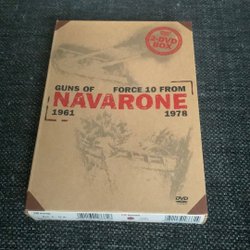 2-DVD
BOX
GUNS OF FORCE 10 FROM
NAVARONE
1961 1978
DVD